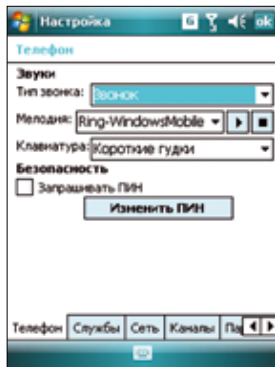 Настройка G ok
Телефон
Звуки
Тип звонка: Звонок
Мелодия: Ring-WindowsMobile
Клавиатура: Короткие гудки
Безопасность
Запрашивать ПИН
Изменить ПИН
Телефон Службы Сеть Каналы